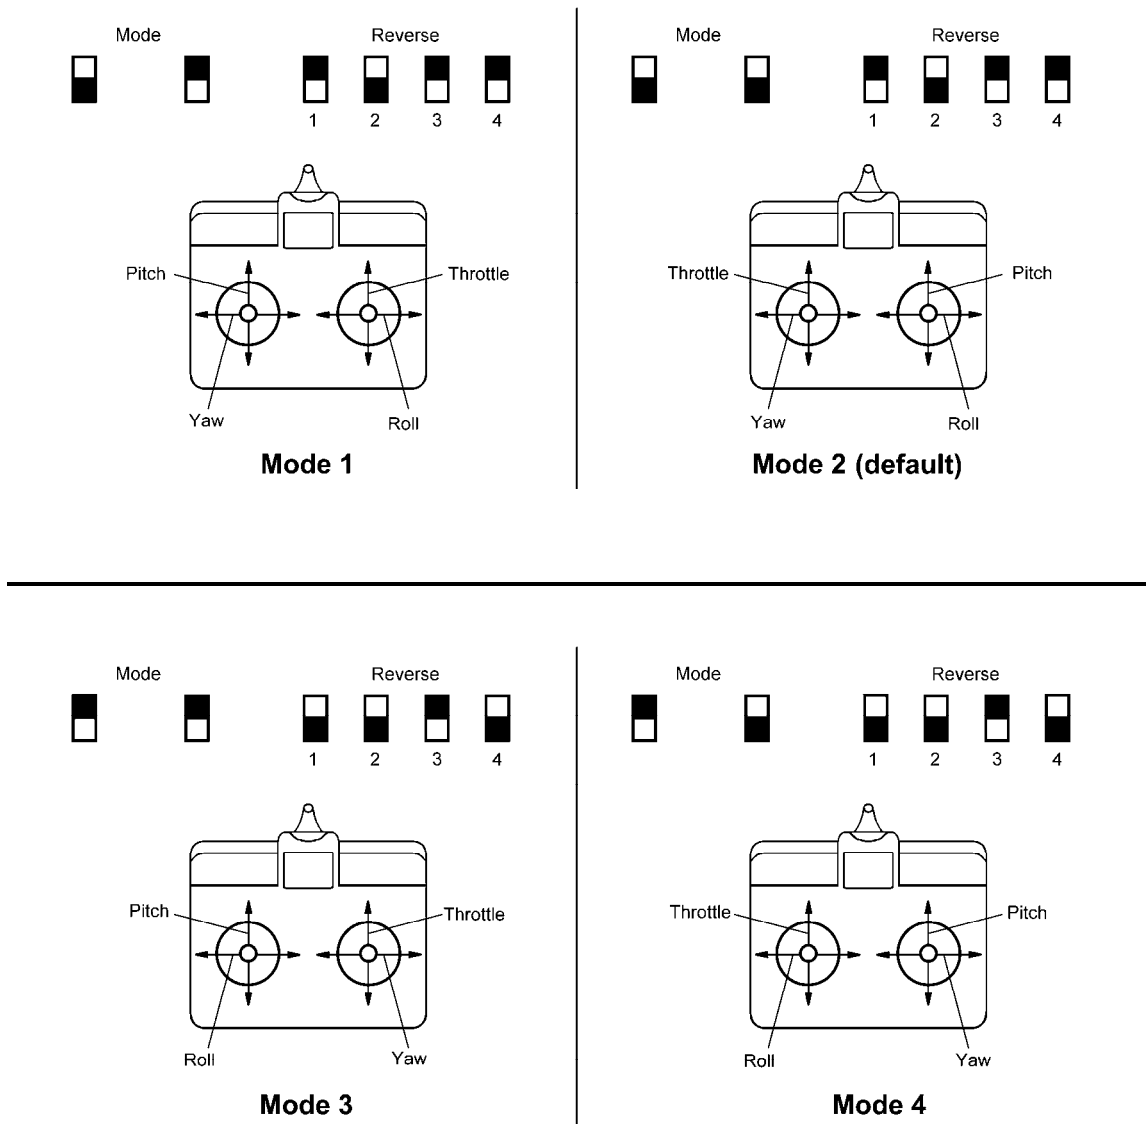 Mode Reverse
1 2 3 4
Pitch Throttle
Yaw Roll
Mode 1
Mode Reverse
1 2 3 4
Throttle Pitch
Yaw Roll
Mode 2 (default)
Mode Reverse
1 2 3 4
Pitch Throttle
Roll Yaw
Mode 3
Mode Reverse
1 2 3 4
Throttle Pitch
Roll Yaw
Mode 4